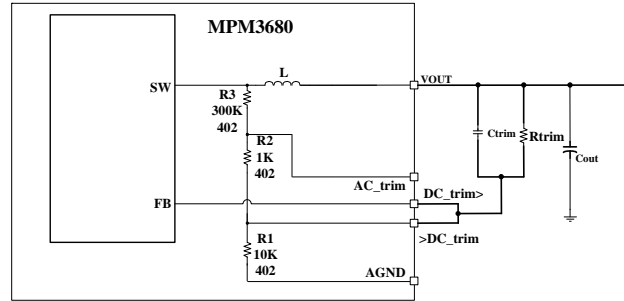 MPM3680
L
SW
VOUT
R3
300K
402
Ctrim
Rtrim
R2
1K
402
Cout
AC_trim
DC_trim>
FB
>DC_trim
R1
10K
402
AGND